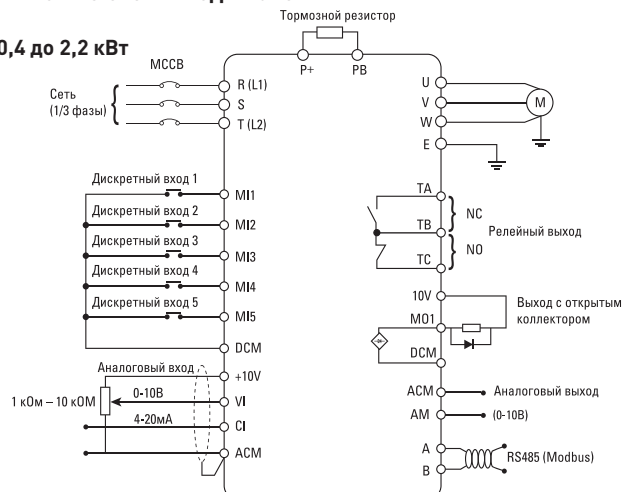 Тормозной резистор
0,4 до 2,2 кВт
P+
PB
МССВ
Сеть
(1/3 фазы)
R (L1)
S
T (L2)
U
V
W
E
M
Дискретный вход 1
MI1
Дискретный вход 2
MI2
Дискретный вход 3
MI3
Дискретный вход 4
MI4
Дискретный вход 5
MI5
DCM
TA
TB
TC
NC
NO
Релейный выход
10V
MO1
DCM
Выход с открытым
коллектором
Аналоговый вход
+10V
1 кОм – 10 кОМ
0-10В
VI
4-20мА
CI
ACM
ACM
Аналоговый выход
AM
(0-10В)
A
B
RS485 (Modbus)